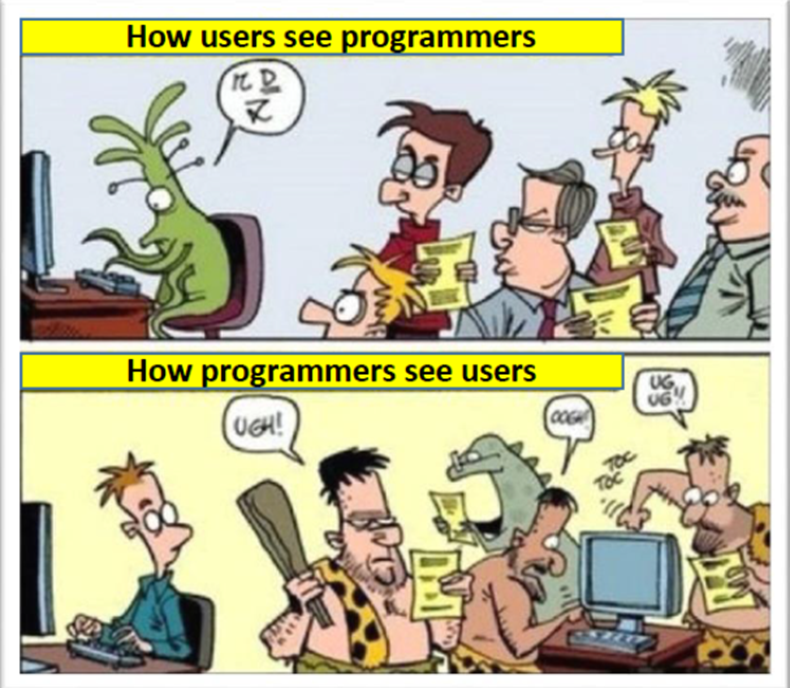 How users see programmers
How programmers see users
UGH!
OOGH!
UG
UG!!
TOC
TOC